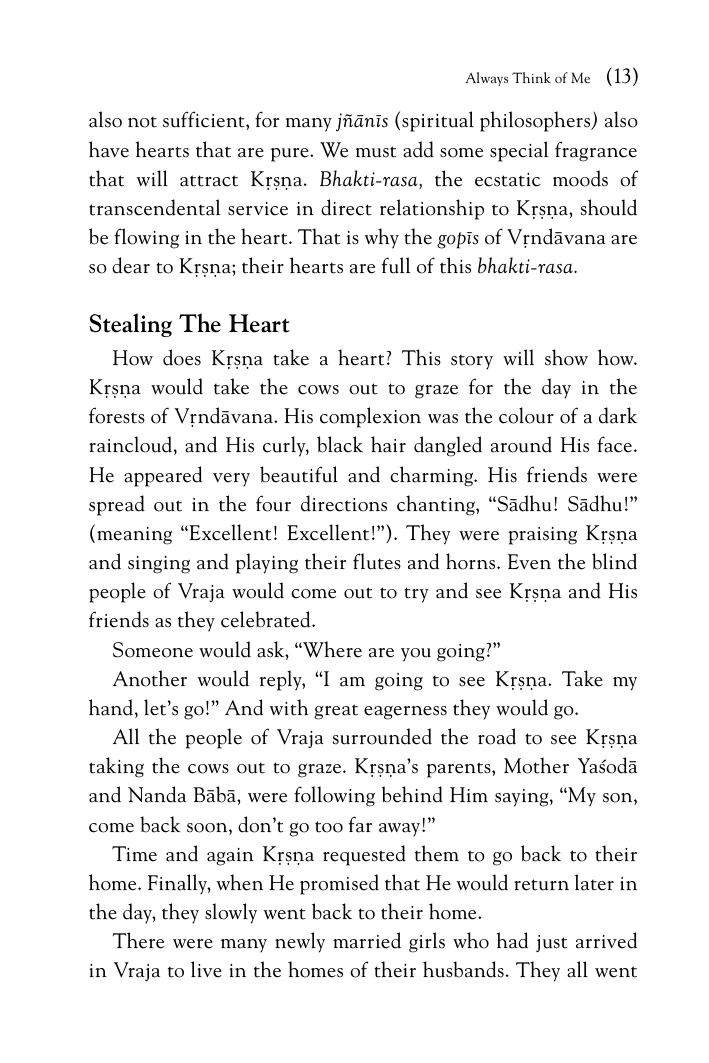 Always Think of Me (13)
also not sufficient, for many jñānīs (spiritual philosophers) also
have hearts that are pure. We must add some special fragrance
that will attract Kṛṣṇa. Bhakti-rasa, the ecstatic moods of
transcendental service in direct relationship to Kṛṣṇa, should
be flowing in the heart. That is why the gopīs of Vṛndāvana are
so dear to Kṛṣṇa; their hearts are full of this bhakti-rasa.
Stealing The Heart
How does Kṛṣṇa take a heart? This story will show how.
Kṛṣṇa would take the cows out to graze for the day in the
forests of Vṛndāvana. His complexion was the colour of a dark
raincloud, and His curly, black hair dangled around His face.
He appeared very beautiful and charming. His friends were
spread out in the four directions chanting, “Sādhu! Sādhu!”
(meaning “Excellent! Excellent!”). They were praising Kṛṣṇa
and singing and playing their flutes and horns. Even the blind
people of Vraja would come out to try and see Kṛṣṇa and His
friends as they celebrated.
Someone would ask, “Where are you going?”
Another would reply, “I am going to see Kṛṣṇa. Take my
hand, let’s go!” And with great eagerness they would go.
All the people of Vraja surrounded the road to see Kṛṣṇa
taking the cows out to graze. Kṛṣṇa’s parents, Mother Yaśodā
and Nanda Bābā, were following behind Him saying, “My son,
come back soon, don’t go too far away!”
Time and again Kṛṣṇa requested them to go back to their
home. Finally, when He promised that He would return later in
the day, they slowly went back to their home.
There were many newly married girls who had just arrived
in Vraja to live in the homes of their husbands. They all went